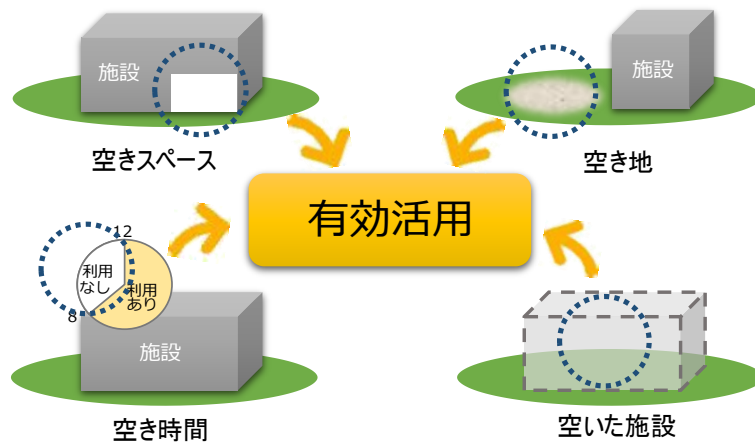 施設
施設
空きスペース
空き地
有効活用
12
利用
なし
利用
あり
8
施設
空き時間
空いた施設